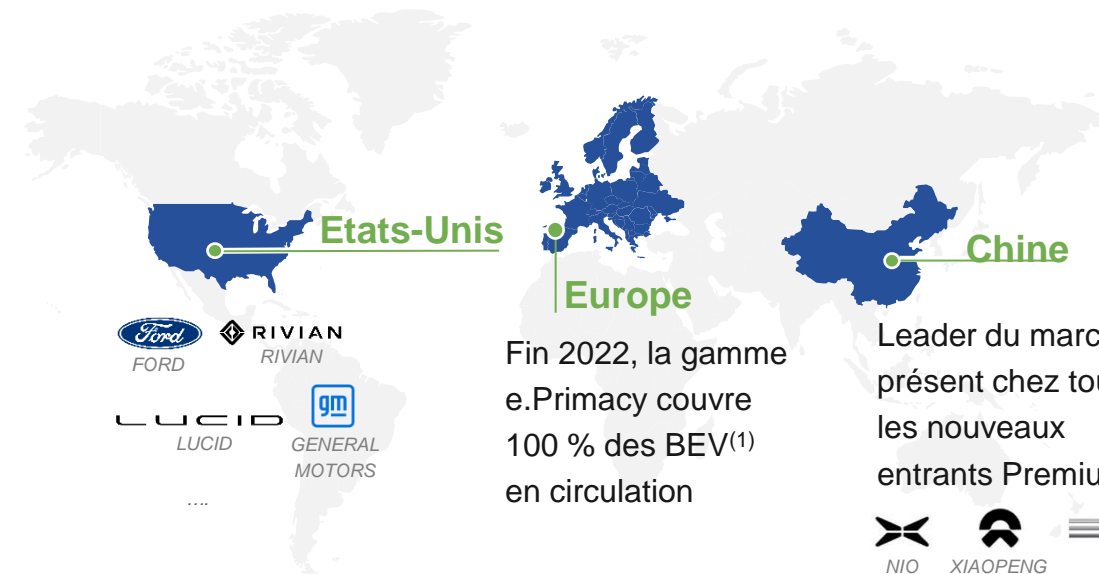 Etats-Unis
Ford
FORD
RIVIAN
RIVIAN
LUCID
LUCID
gm
GENERAL
MOTORS
….
Europe
Fin 2022, la gamme
e.Primacy couvre
100 % des BEV(1)
en circulation
Chine
Leader du marc
présent chez tou
les nouveaux
entrants Premiu
NIO
XIAOPENG